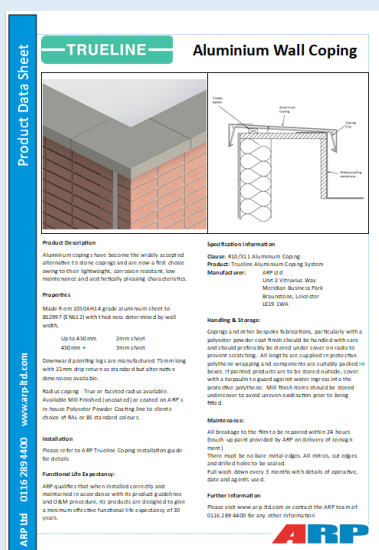 TRUELINE
Aluminium Wall Coping
Product Data Sheet
www.arp-ltd.com
0116 289 4400
ARP Ltd
Timber
Batten
Aluminium
Coping
Coping
Clip
Waterproofing
membrane
Product Description
Aluminium copings have become the widely accepted
alternative to stone copings and are now a first choice
owing to their lightweight, corrosion resistant, low
maintenance and aesthetically pleasing characteristics.
Properties
Made from 1050AH14 grade aluminum sheet to
BS2997 (EN612) with thickness determined by wall
width,
Up to 450mm 2mm sheet
450mm + 3mm sheet
Downward pointing legs are manufactured 75mm long
with 15mm drip return as standard but alternative
dimensions available.
Radius coping - True or faceted radius available.
Available Mill Finished (uncoated) or coated on ARP's
in house Polyester Powder Coating line to clients
choice of RAL or BS standard colours.
Installation
Please refer to ARP Trueline Coping installation guide
for details
Functional Life Expectancy:
ARP qualifies that when installed correctly and
maintained in accordance with its product guidelines
and O&M procedure, its products are designed to give
a minimum effective functional life expectancy of 30
years.
Specification Information
Clause: R10/311 Aluminium Coping
Product: Trueline Aluminium Coping System
Manufacturer: ARP Ltd
Unit 2 Vitruvius Way
Meridian Business Park
Braunstone, Leicester
LE19 1WA
Handling & Storage:
Copings and other bespoke fabrications, particularly with a
polyester powder coat finish should be handled with care
and should preferably be stored under cover on racks to
prevent scratching. All lengths are supplied in protective
polythene wrapping and components are suitably packed in
boxes. If painted products are to be stored outside, cover
with a tarpaulin to guard against water ingress into the
protective polythene. Mill finish items should be stored
undercover to avoid uneven oxidisation prior to being
fitted.
Maintenance:
All breakage to the film to be repaired within 24 hours
(touch up paint provided by ARP on delivery of consign-
ment)
There must be no bare metal edges. All mitres, cut edges
and drilled holes to be sealed.
Full wash down every 3 months with details of operative,
date and agents used.
Further Information
Please visit www.arp-ltd.com or contact the ARP team of
0116 289 4400 for any other information
ARP